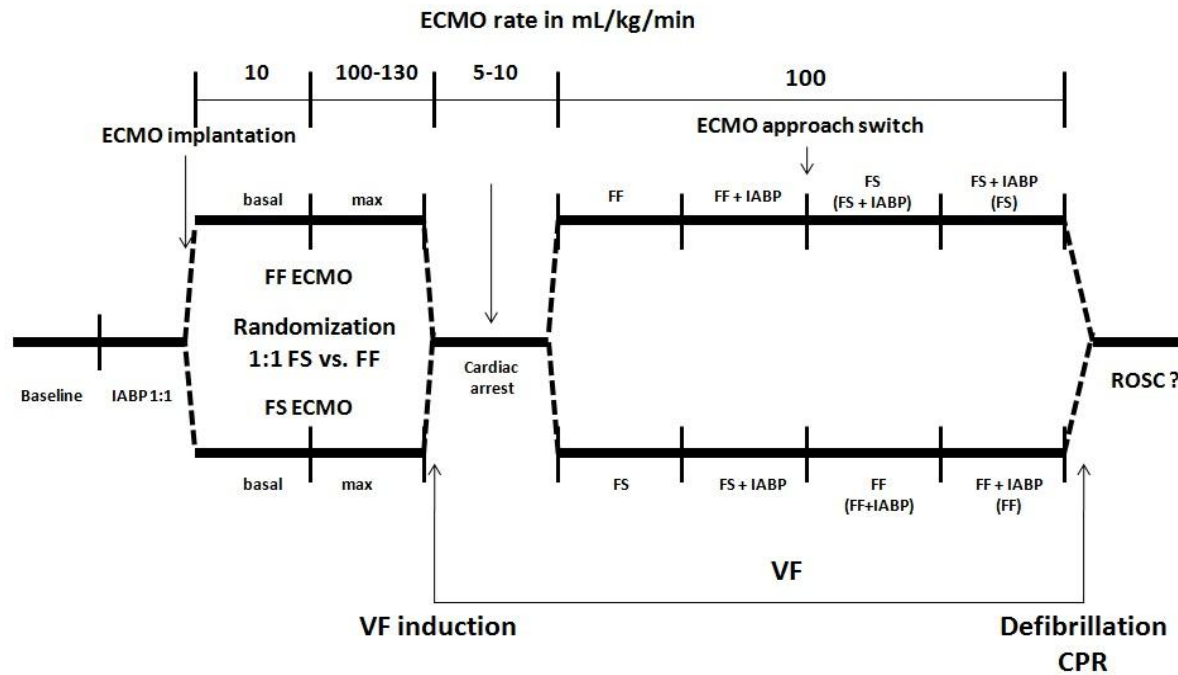 ECMO rate in mL/kg/min
10
100-130
5-10
100
ECMO implantation
ECMO approach switch
basal
max
FF
FF + IABP
FS
(FS + IABP)
FS + IABP
(FS)
FF ECMO
Randomization
1:1 FS vs. FF
FS ECMO
Baseline
IABP 1:1
Cardiac
arrest
ROSC ?
basal
max
FS
FS + IABP
FF
(FF+IABP)
FF + IABP
(FF)
VF
VF induction
Defibrillation
CPR